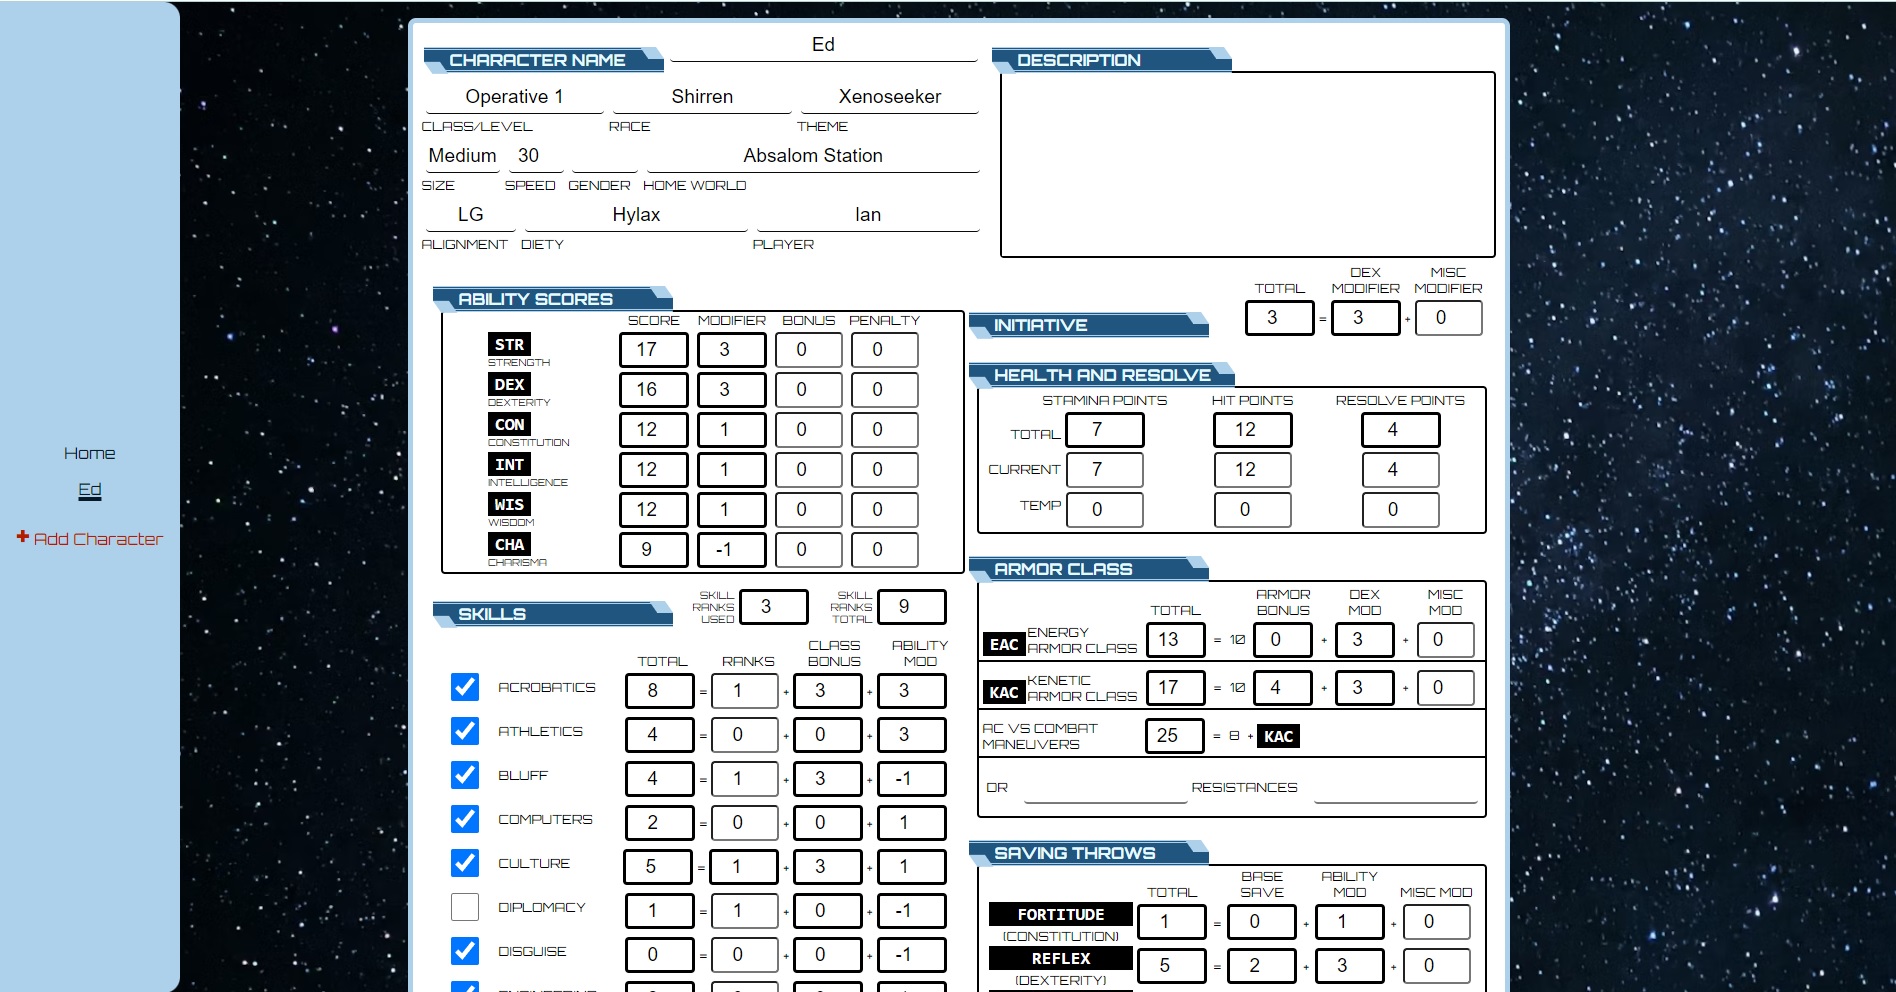 Home
Ed
+ Add Character
CHARACTER NAME
Ed
Operative 1 Shirren Xenoseeker
CLASS/LEVEL RACE THEME
Medium 30 Absalom Station
SIZE SPEED GENDER HOME WORLD
LG Hylax Ian
ALIGNMENT DIETY PLAYER
DESCRIPTION
ABILITY SCORES
SCORE MODIFIER BONUS PENALTY
STR 17 3 0 0
STRENGTH
DEX 16 3 0 0
DEXTERITY
CON 12 1 0 0
CONSTITUTION
INT 12 1 0 0
INTELLIGENCE
WIS 12 1 0 0
WISDOM
CHA 9 -1 0 0
CHARISMA
SKILLS
SKILL RANKS USED 3
SKILL RANKS TOTAL 9
TOTAL RANKS CLASS BONUS ABILITY MOD
ACROBATICS 8 = 1 + 3 + 3
ATHLETICS 4 = 0 + 0 + 3
BLUFF 4 = 1 + 3 + -1
COMPUTERS 2 = 0 + 0 + 1
CULTURE 5 = 1 + 3 + 1
DIPLOMACY 1 = 1 + 0 + -1
DISGUISE 0 = 0 + 0 + -1
INITIATIVE
TOTAL DEX MODIFIER MISC MODIFIER
3 = 3 + 0
HEALTH AND RESOLVE
STAMINA POINTS HIT POINTS RESOLVE POINTS
TOTAL 7 12 4
CURRENT 7 12 4
TEMP 0 0 0
ARMOR CLASS
TOTAL ARMOR BONUS DEX MOD MISC MOD
EAC ENERGY ARMOR CLASS 13 = 10 0 + 3 + 0
KAC KENETIC ARMOR CLASS 17 = 10 4 + 3 + 0
AC VS COMBAT MANEUVERS 25 = 8 + KAC
DR RESISTANCES
SAVING THROWS
TOTAL BASE SAVE ABILITY MOD MISC MOD
FORTITUDE 1 = 0 + 1 + 0
(CONSTITUTION)
REFLEX 5 = 2 + 3 + 0
(DEXTERITY)